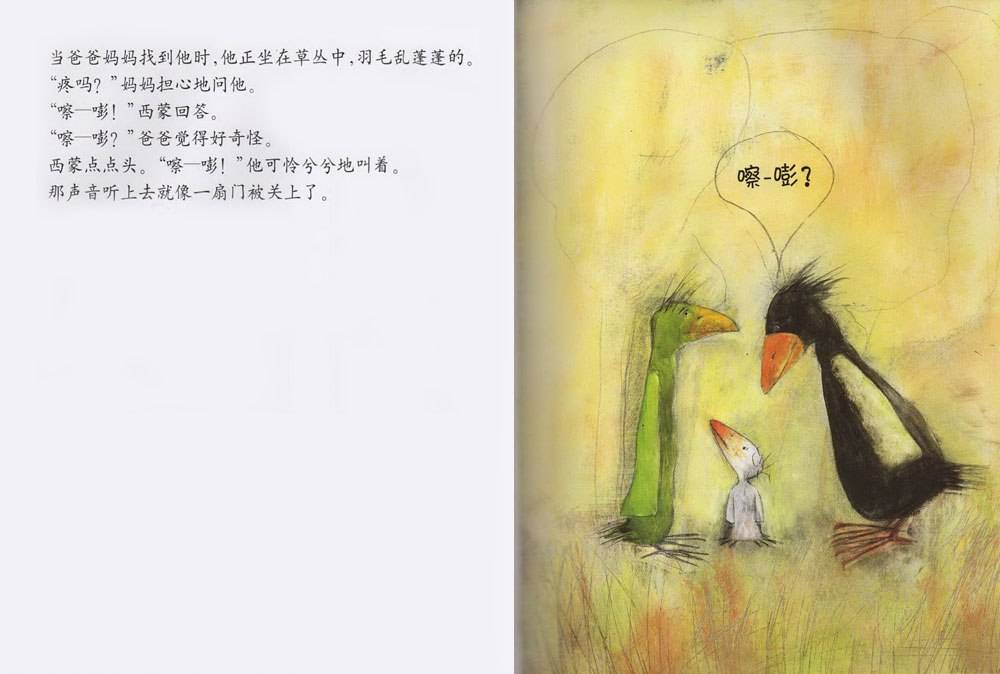 当爸爸妈妈找到他时，他正坐在草丛中，羽毛乱蓬蓬的。
“疼吗？”妈妈担心地问他。
“嚓—嘭！”西蒙回答。
“嚓—嘭？”爸爸觉得好奇怪。
西蒙点点头。“嚓—嘭！”他可怜兮兮地叫着。
那声音听上去就像一扇门被关上了。
嚓-嘭？